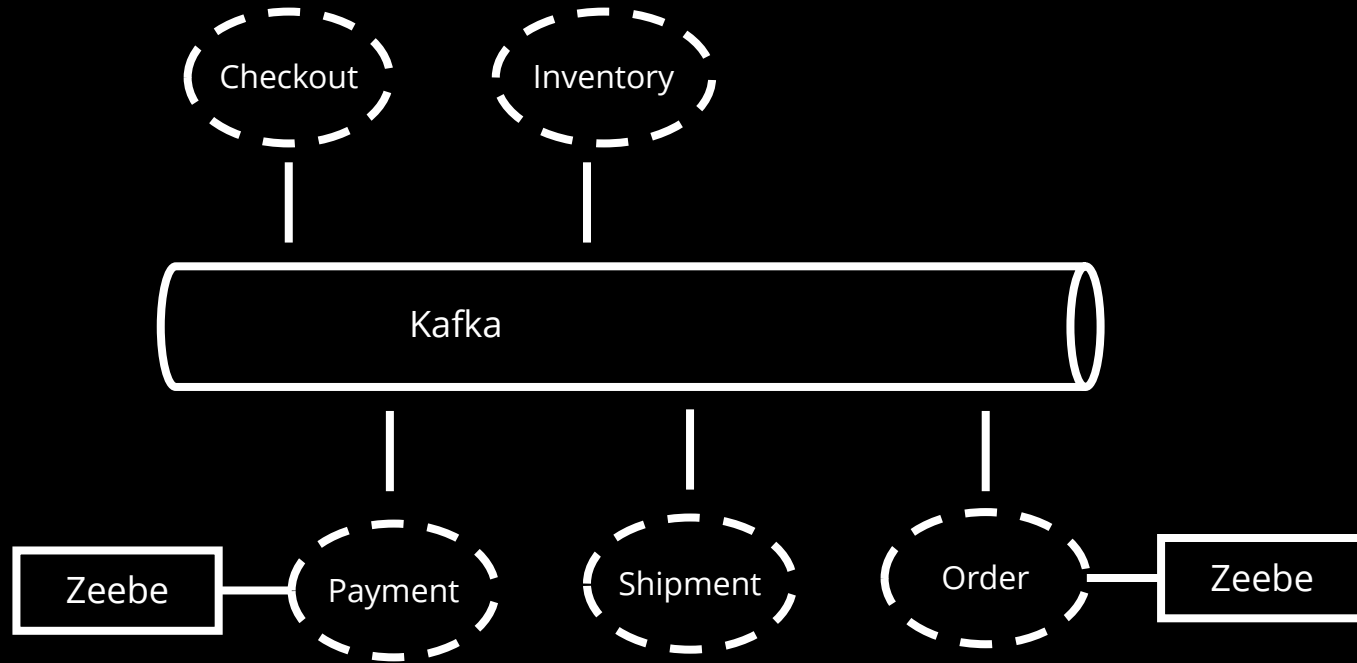 Checkout
Inventory
Kafka
Zeebe
Payment
Shipment
Order
Zeebe